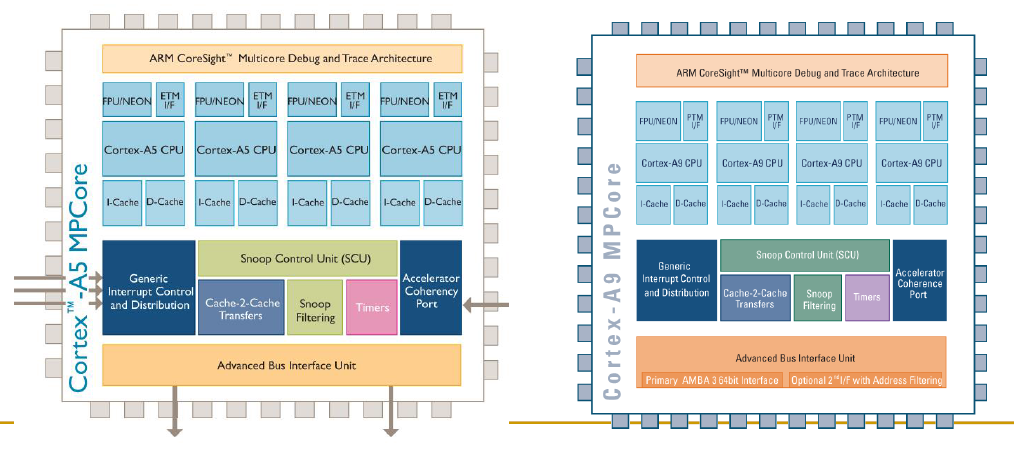 Cortex™-A5 MPCore
ARM CoreSight™ Multicore Debug and Trace Architecture
FPU/NEON
ETM
I/F
FPU/NEON
ETM
I/F
FPU/NEON
ETM
I/F
FPU/NEON
ETM
I/F
Cortex-A5 CPU
Cortex-A5 CPU
Cortex-A5 CPU
Cortex-A5 CPU
I-Cache
D-Cache
I-Cache
D-Cache
I-Cache
D-Cache
I-Cache
D-Cache
Generic
Interrupt Control
and Distribution
Snoop Control Unit (SCU)
Cache-2-Cache
Transfers
Snoop
Filtering
Timers
Accelerator
Coherency
Port
Advanced Bus Interface Unit
Cortex-A9 MPCore
ARM CoreSight™ Multicore Debug and Trace Architecture
FPU/NEON
PTM
I/F
FPU/NEON
PTM
I/F
FPU/NEON
PTM
I/F
FPU/NEON
PTM
I/F
Cortex-A9 CPU
Cortex-A9 CPU
Cortex-A9 CPU
Cortex-A9 CPU
I-Cache
D-Cache
I-Cache
D-Cache
I-Cache
D-Cache
I-Cache
D-Cache
Generic
Interrupt Control
and Distribution
Snoop Control Unit (SCU)
Cache-2-Cache
Transfers
Snoop
Filtering
Timers
Accelerator
Coherence
Port
Advanced Bus Interface Unit
Primary AMBA 3 64bit Interface
Optional 2nd I/F with Address Filtering